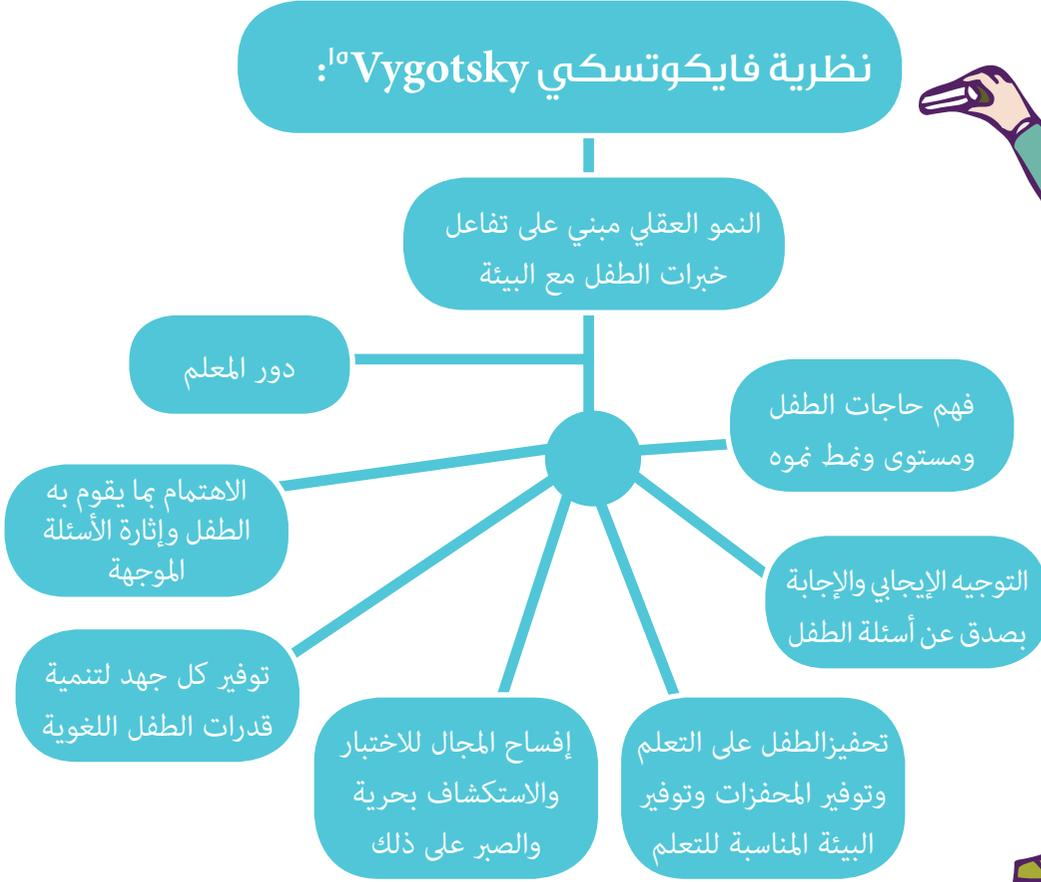 نظرية فايكوتسكي Vygotsky⁵¹:
النمو العقلي مبني على تفاعل
خبرات الطفل مع البيئة
دور المعلم
فهم حاجات الطفل
ومستوى ونمط نموه
التوجيه الإيجابي والإجابة
بصدق عن أسئلة الطفل
تحفيزالطفل على التعلم
وتوفير المحفزات وتوفير
البيئة المناسبة للتعلم
إفساح المجال للاختبار
والاستكشاف بحرية
والصبر على ذلك
توفير كل جهد لتنمية
قدرات الطفل اللغوية
الاهتمام بما يقوم به
الطفل وإثارة الأسئلة
الموجهة